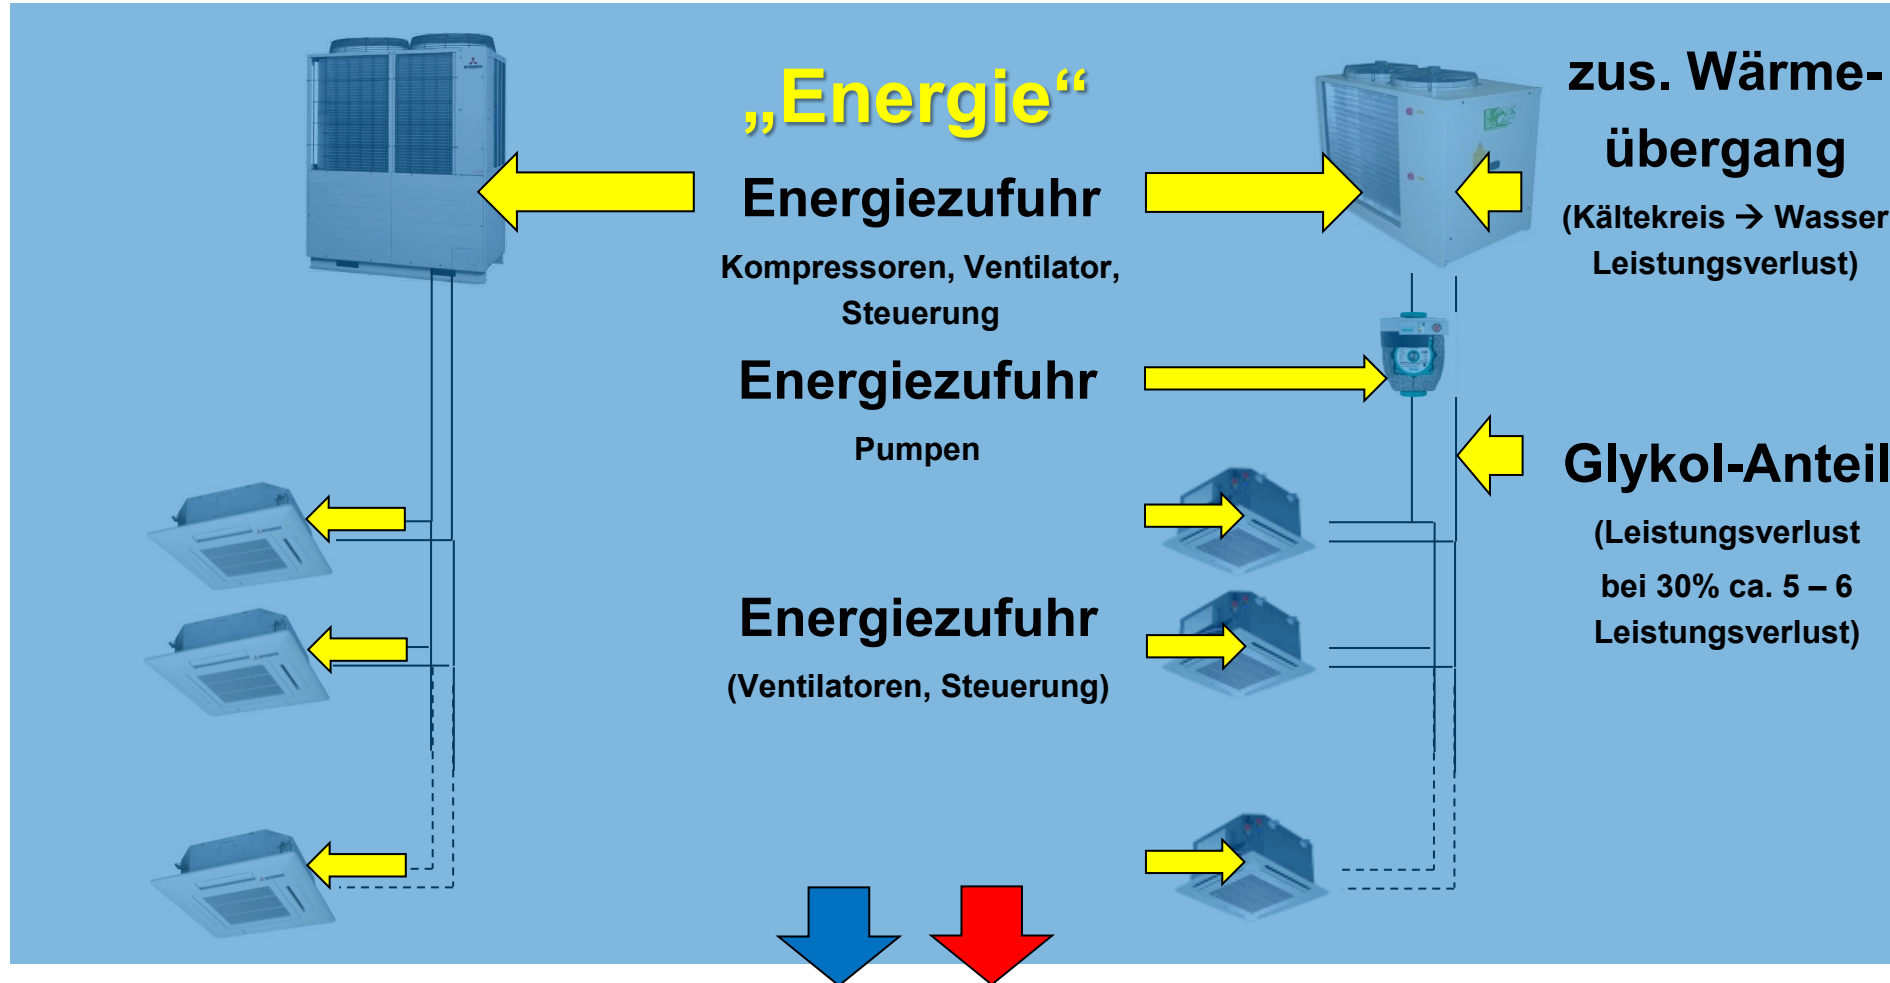 „Energie“
Energiezufuhr
Kompressoren, Ventilator,
Steuerung
Energiezufuhr
Pumpen
Energiezufuhr
(Ventilatoren, Steuerung)
zus. Wärme-
übergang
(Kältekreis → Wasser
Leistungsverlust)
Glykol-Anteil
(Leistungsverlust
bei 30% ca. 5 – 6
Leistungsverlust)